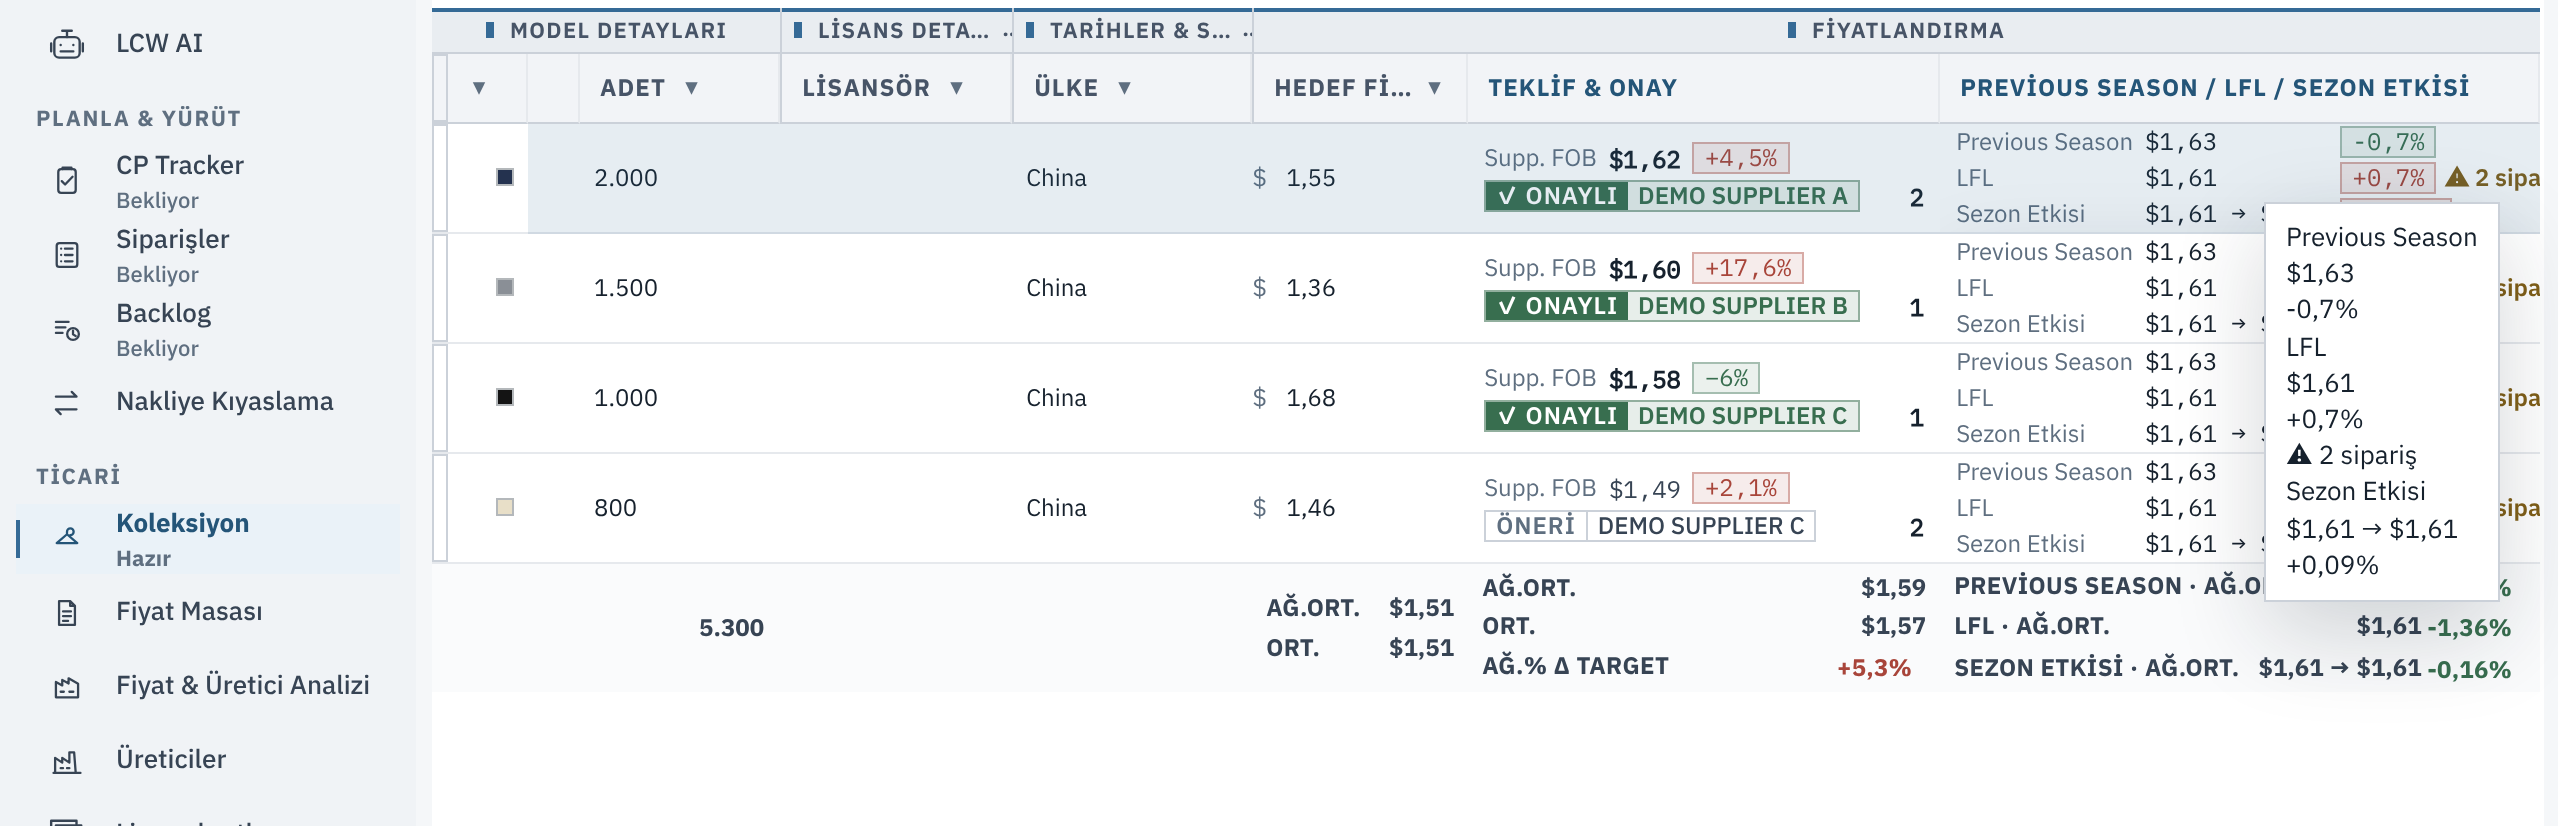 LCW AI
PLANLA & YÜRÜT
CP Tracker
Bekliyor
Siparişler
Bekliyor
Backlog
Bekliyor
Nakliye Kıyaslama
TİCARİ
Koleksiyon
Hazır
Fiyat Masası
Fiyat & Üretici Analizi
Üreticiler
MODEL DETAYLARI LİSANS DETA... TARİHLER & S... FİYATLANDIRMA
▼ ADET ▼ LİSANSÖR ▼ ÜLKE ▼ HEDEF Fİ... ▼ TEKLİF & ONAY PREVİOUS SEASON / LFL / SEZON ETKİSİ
2.000 China $ 1,55
Supp. FOB $1,62 +4,5%
✓ ONAYLI DEMO SUPPLIER A 2
Previous Season $1,63 -0,7%
LFL $1,61 +0,7% ⚠ 2 sipa
Sezon Etkisi $1,61 →
1.500 China $ 1,36
Supp. FOB $1,60 +17,6%
✓ ONAYLI DEMO SUPPLIER B 1
Previous Season $1,63
LFL $1,61 sipa
Sezon Etkisi $1,61 →
1.000 China $ 1,68
Supp. FOB $1,58 −6%
✓ ONAYLI DEMO SUPPLIER C 1
Previous Season $1,63
LFL $1,61 sipa
Sezon Etkisi $1,61 →
800 China $ 1,46
Supp. FOB $1,49 +2,1%
ÖNERİ DEMO SUPPLIER C 2
Previous Season $1,63
LFL $1,61 sipa
Sezon Etkisi $1,61 →
Previous Season
$1,63
-0,7%
LFL
$1,61
+0,7%
⚠ 2 sipariş
Sezon Etkisi
$1,61 → $1,61
+0,09%
5.300
AĞ.ORT. $1,51
ORT. $1,51
AĞ.ORT. $1,59
ORT. $1,57
AĞ.% Δ TARGET +5,3%
PREVİOUS SEASON · AĞ.O %
LFL · AĞ.ORT. $1,61 -1,36%
SEZON ETKİSİ · AĞ.ORT. $1,61 → $1,61 -0,16%